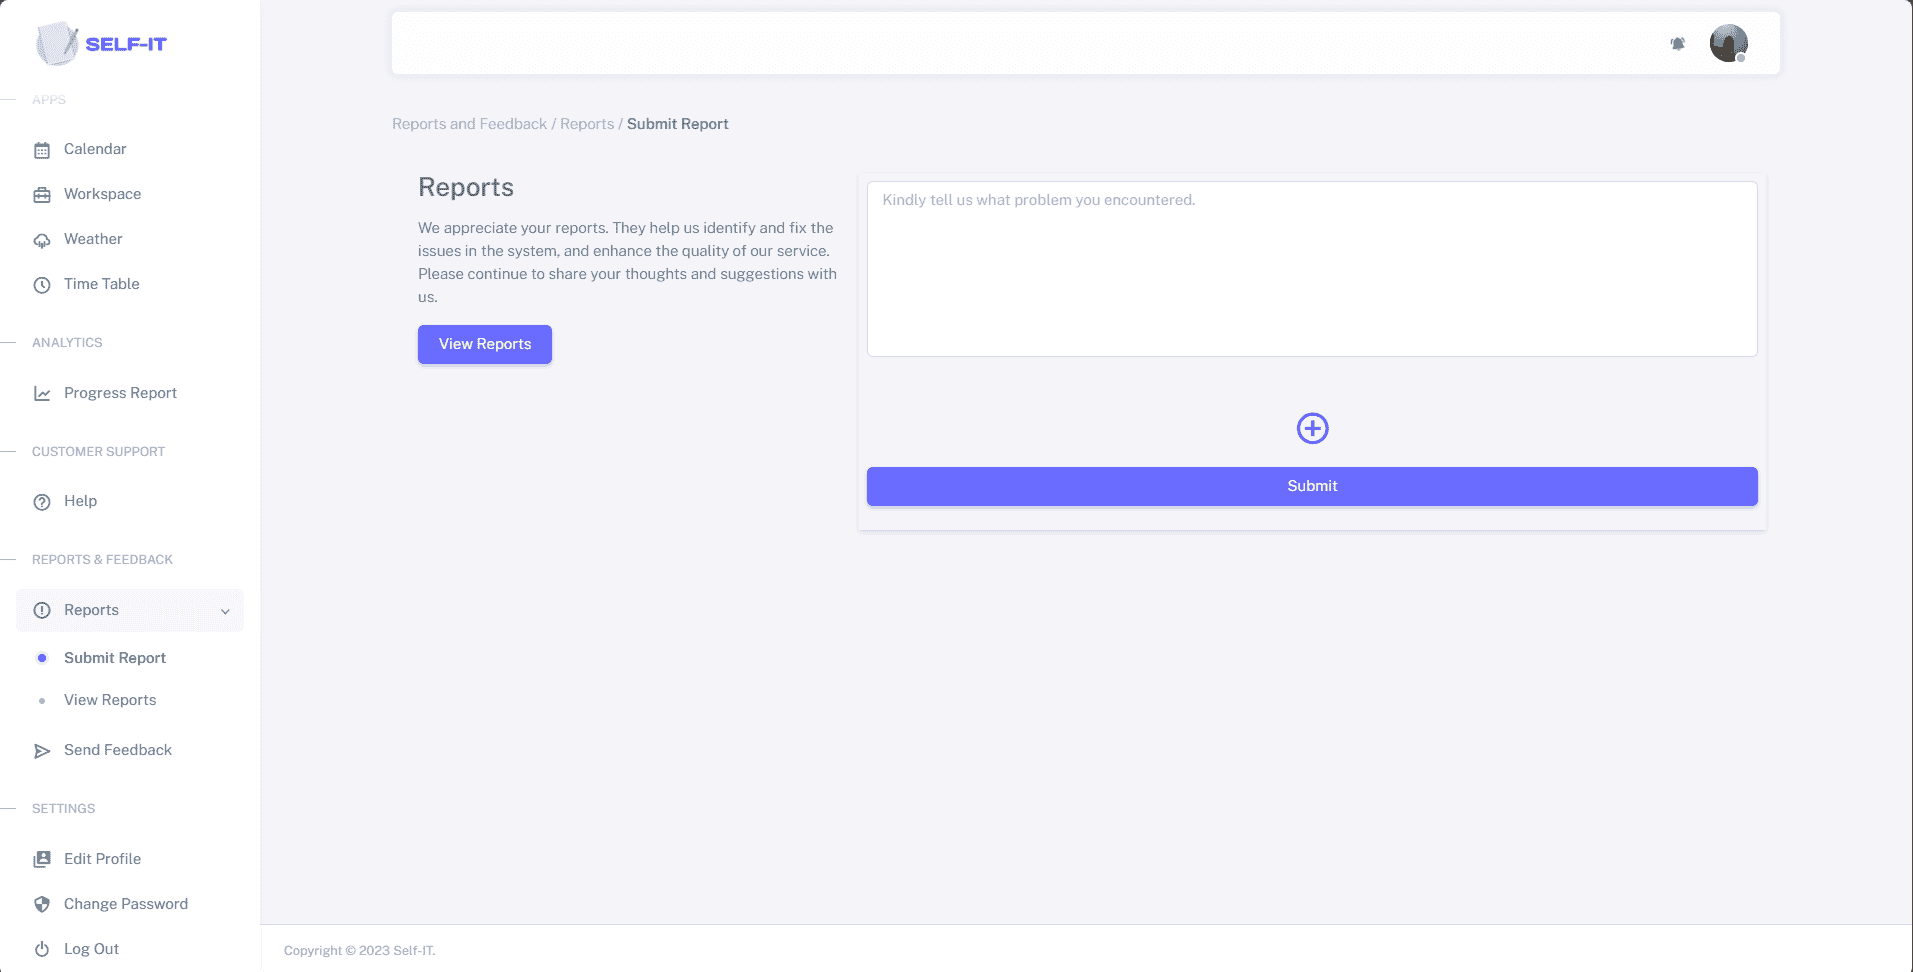 SELF-IT
APPS
Calendar
Workspace
Weather
Time Table
ANALYTICS
Progress Report
CUSTOMER SUPPORT
Help
REPORTS & FEEDBACK
Reports
Submit Report
View Reports
Send Feedback
SETTINGS
Edit Profile
Change Password
Log Out
Reports and Feedback / Reports / Submit Report
Reports
We appreciate your reports. They help us identify and fix the
issues in the system, and enhance the quality of our service.
Please continue to share your thoughts and suggestions with
us.
View Reports
Kindly tell us what problem you encountered.
Submit
Copyright © 2023 Self-IT.